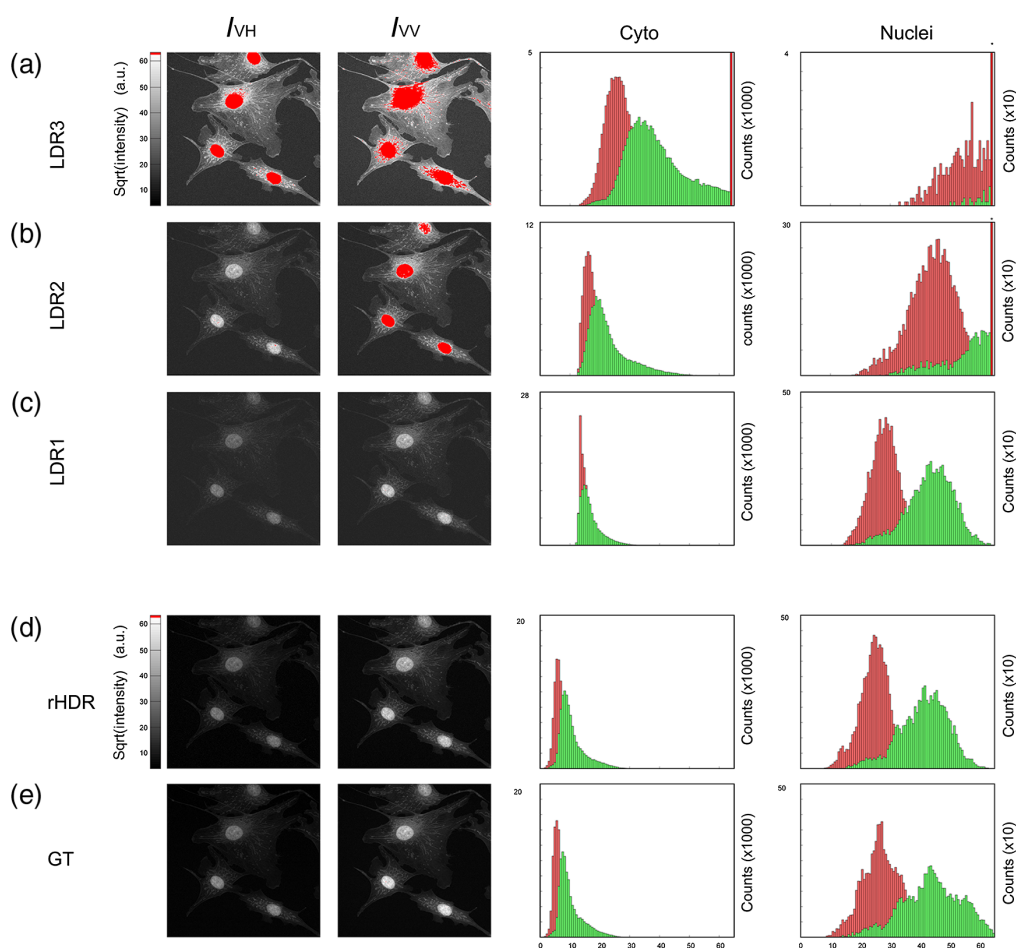 IVH IVV Cyto Nuclei
(a)
LDR3
Sqrt(intensity) (a.u.)
60
50
40
30
20
10
5
Counts (x1000)
4
*
Counts (x10)
(b)
LDR2
12
counts (x1000)
30
*
Counts (x10)
(c)
LDR1
28
Counts (x1000)
50
Counts (x10)
(d)
rHDR
Sqrt(intensity) (a.u.)
60
50
40
30
20
10
20
Counts (x1000)
50
Counts (x10)
(e)
GT
20
Counts (x1000)
50
Counts (x10)
0 10 20 30 40 50 60
0 10 20 30 40 50 60